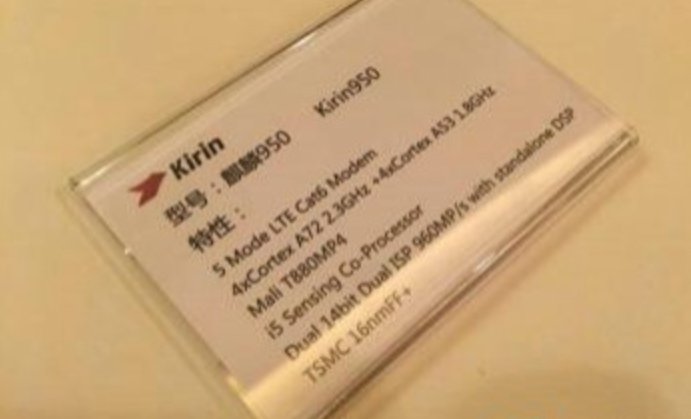 Kirin
型号：麒麟950 Kirin950
特性：
5 Mode LTE Cat6 Modem
4xCortex A72 2.3GHz +4xCortex A53 1.8GHz
Mali T880MP4
i5 Sensing Co-Processor
Dual 14bit Dual ISP 960MP/s with standalone DSP
TSMC 16nmFF+